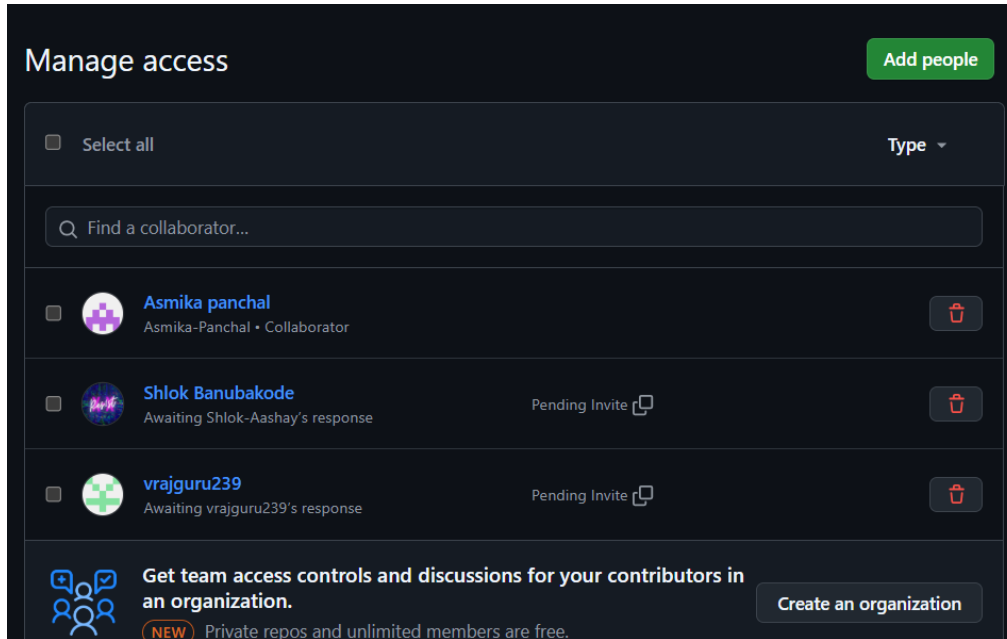 Manage access
Add people
Select all
Type
Find a collaborator...
Asmika panchal
Asmika-Panchal • Collaborator
Shlok Banubakode
Awaiting Shlok-Aashay's response
Pending Invite
vrajguru239
Awaiting vrajguru239's response
Pending Invite
Get team access controls and discussions for your contributors in
an organization.
Create an organization
NEW Private repos and unlimited members are free.